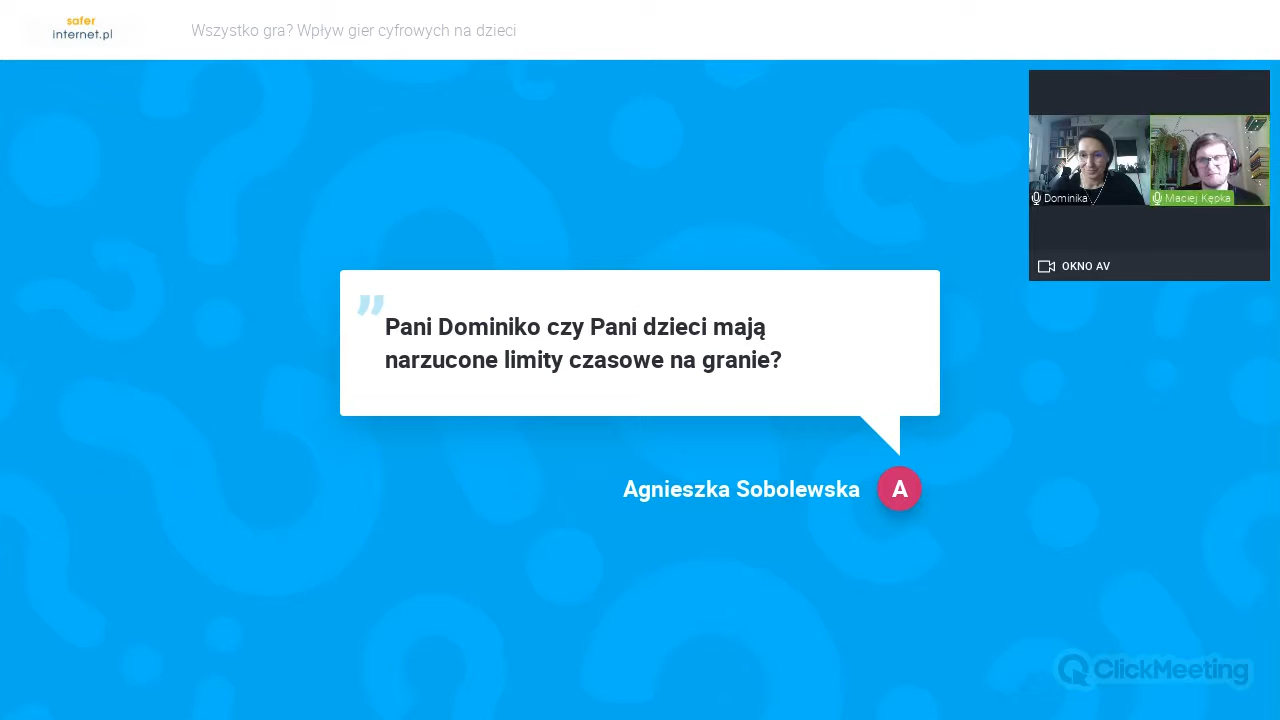 safer
internet.pl
Wszystko gra? Wpływ gier cyfrowych na dzieci
Dominika
Maciej Kępka
OKNO AV
"
Pani Dominiko czy Pani dzieci mają
narzucone limity czasowe na granie?
Agnieszka Sobolewska
A
ClickMeeting